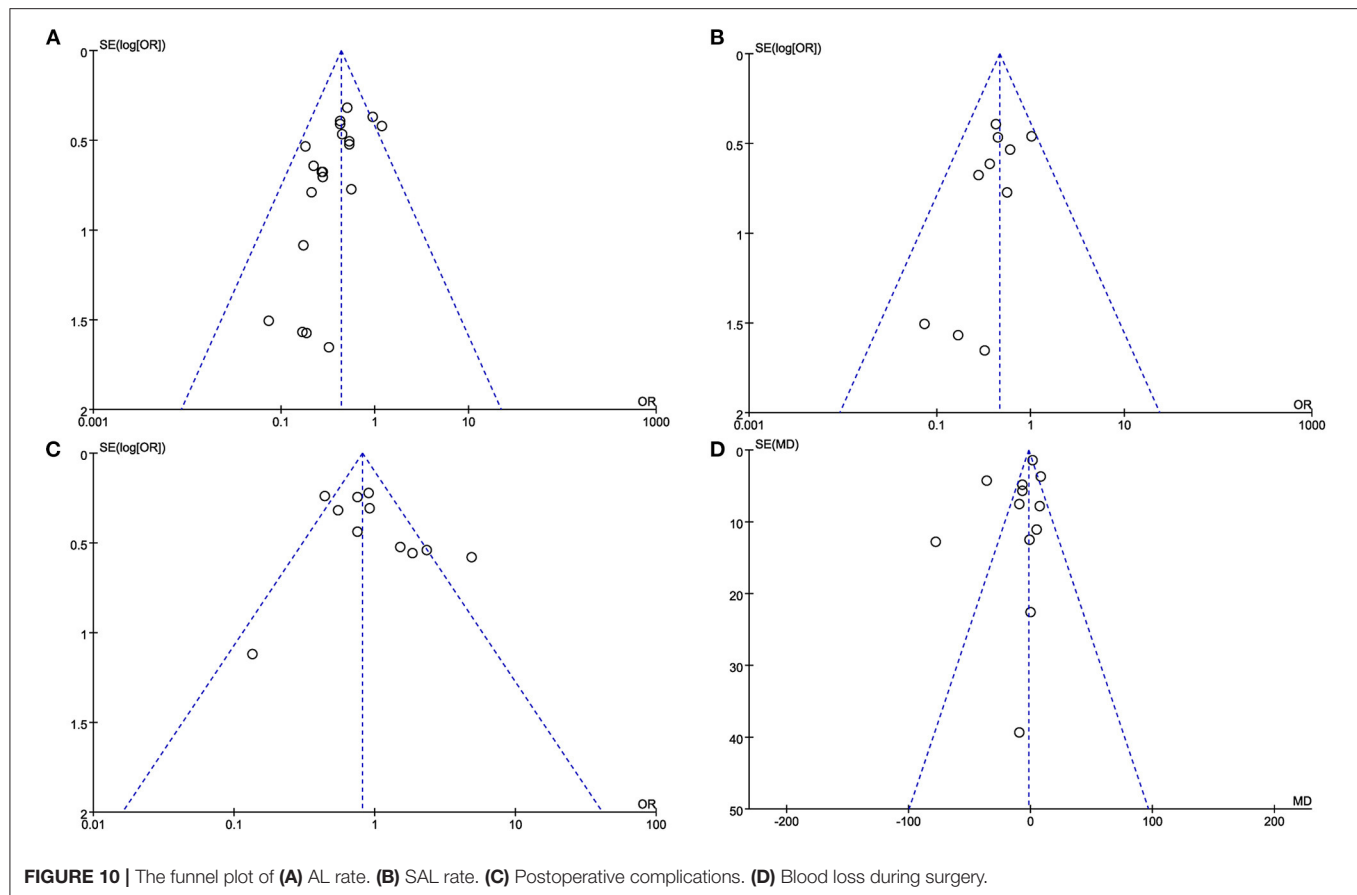 A
SE(log[OR])
0
0.5
1
1.5
2
0.001 0.1 1 10 1000
OR
B
SE(log[OR])
0
0.5
1
1.5
2
0.001 0.1 1 10 1000
OR
C
SE(log[OR])
0
0.5
1
1.5
2
0.01 0.1 1 10 100
OR
D
SE(MD)
0
10
20
30
40
50
-200 -100 0 100 200
MD
FIGURE 10 | The funnel plot of (A) AL rate. (B) SAL rate. (C) Postoperative complications. (D) Blood loss during surgery.